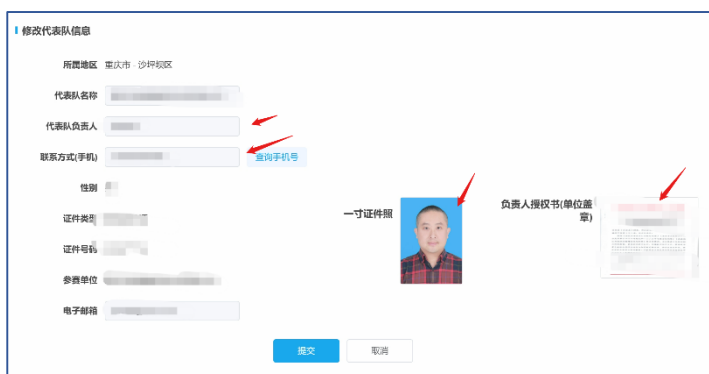 修改代表队信息
所属地区 重庆市 · 沙坪坝区
代表队名称
代表队负责人
联系方式(手机) 查询手机号
性别
证件类型
证件号码
参赛单位
电子邮箱
一寸证件照
负责人授权书(单位盖
章)
提交 取消